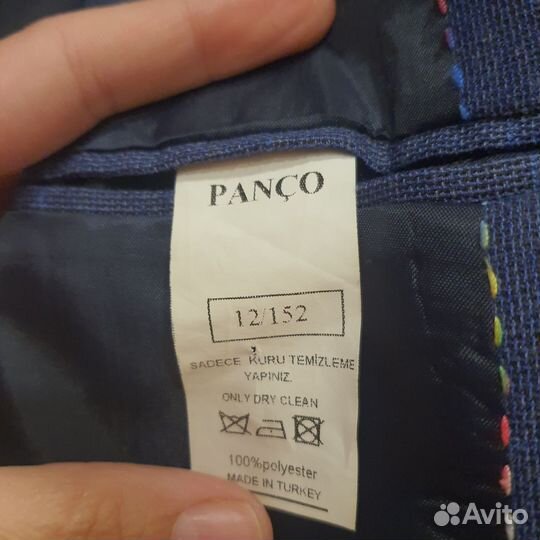 PANÇO
12/152
SADECE KURU TEMİZLEME
YAPINIZ.
ONLY DRY CLEAN
100%polyester
MADE IN TURKEY
Avito